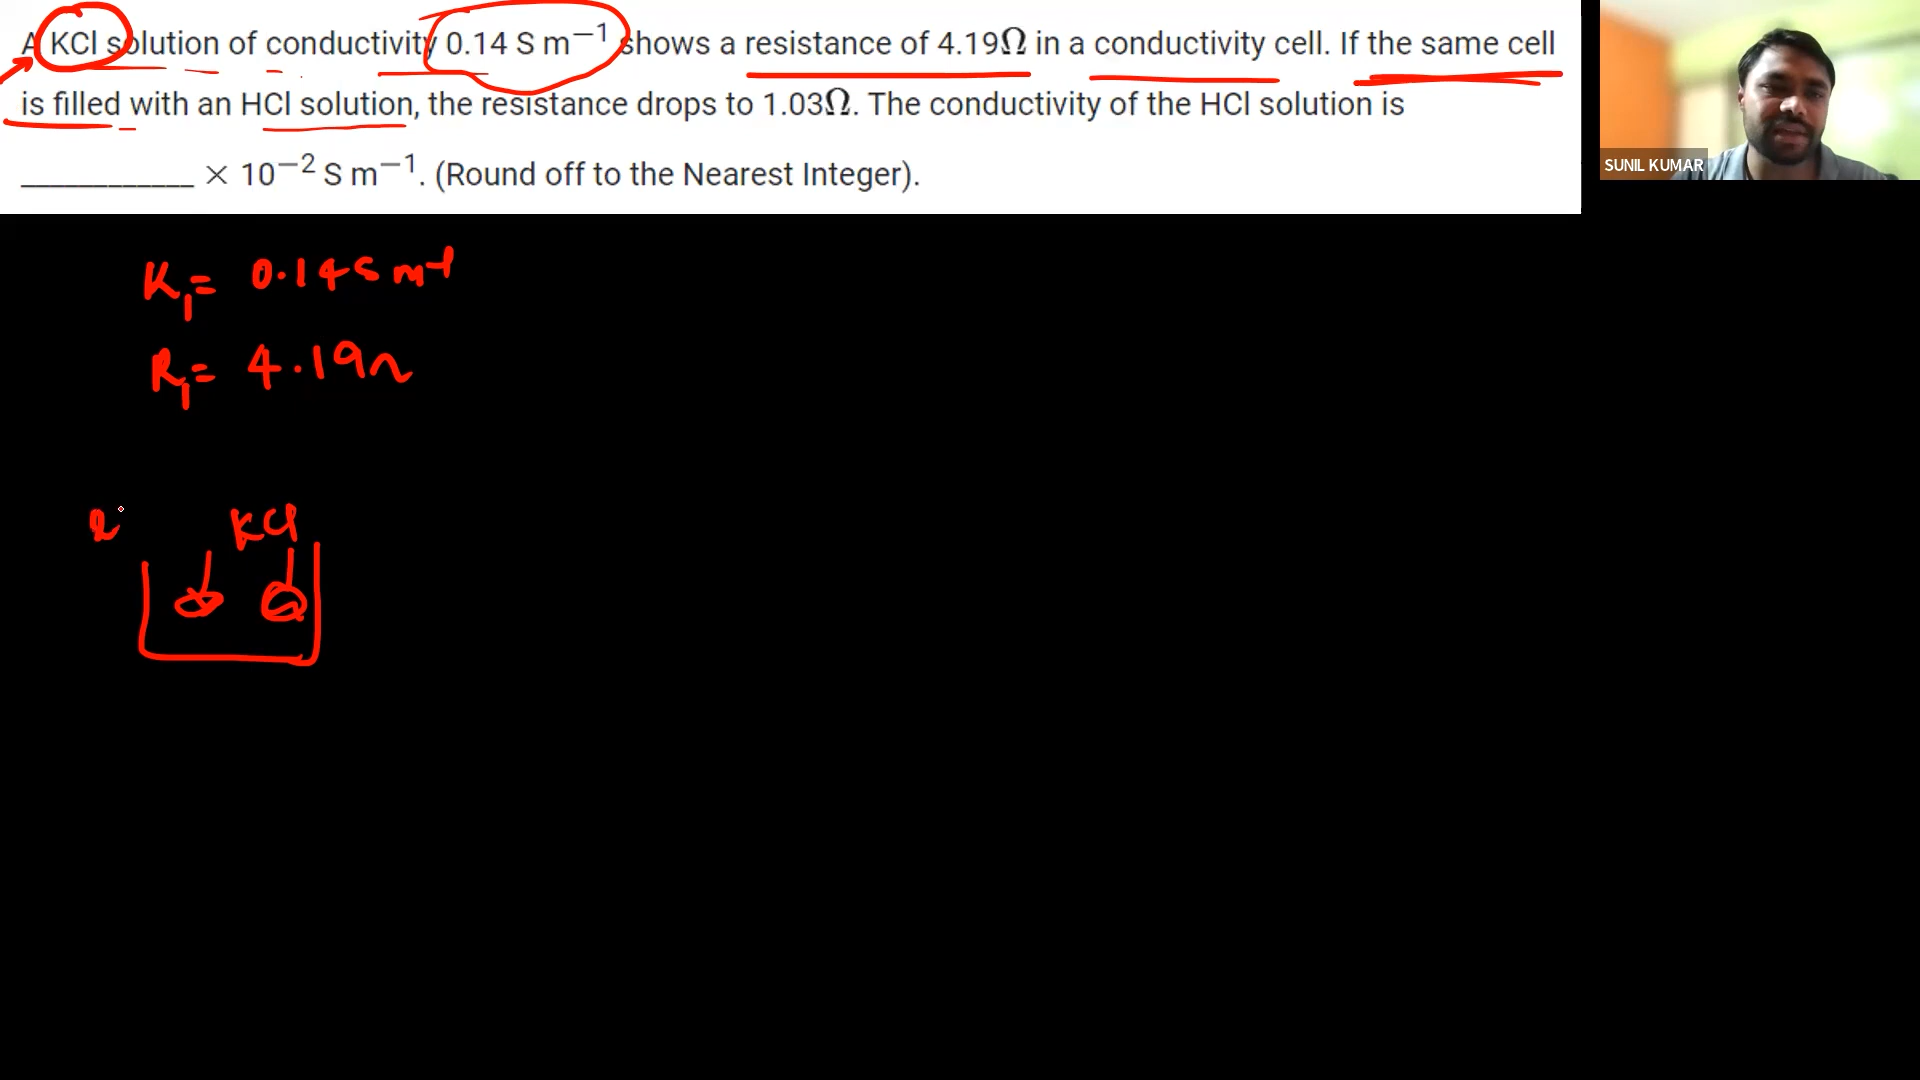 A KCl solution of conductivity 0.14 S m⁻¹ shows a resistance of 4.19Ω in a conductivity cell. If the same cell
is filled with an HCl solution, the resistance drops to 1.03Ω. The conductivity of the HCl solution is
____________ × 10⁻² S m⁻¹. (Round off to the Nearest Integer).
SUNIL KUMAR
K₁ = 0.14 S m⁻¹
R₁ = 4.19 Ω
KCl